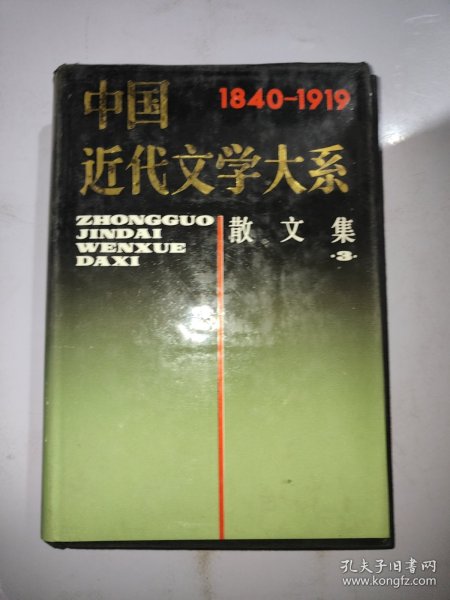 中国
1840-1919
近代文学大系
ZHONGGUO
JINDAI
WENXUE
DAXI
散文集
·3·
孔夫子旧书网
www.kongfz.com